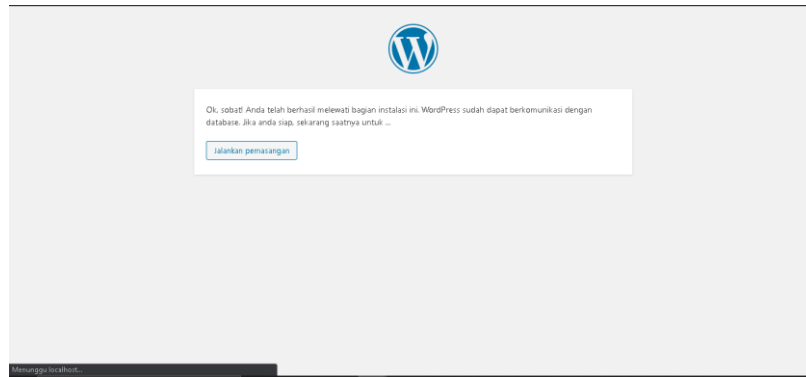 Ok, sobat! Anda telah berhasil melewati bagian instalasi ini. WordPress sudah dapat berkomunikasi dengan
database. Jika anda siap, sekarang saatnya untuk ...
Jalankan pemasangan
Menunggu localhost...